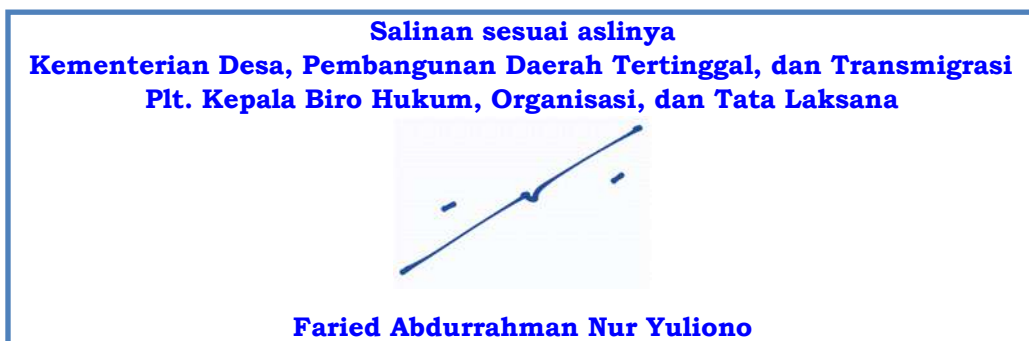 Salinan sesuai aslinya
Kementerian Desa, Pembangunan Daerah Tertinggal, dan Transmigrasi
Plt. Kepala Biro Hukum, Organisasi, dan Tata Laksana
Faried Abdurrahman Nur Yuliono